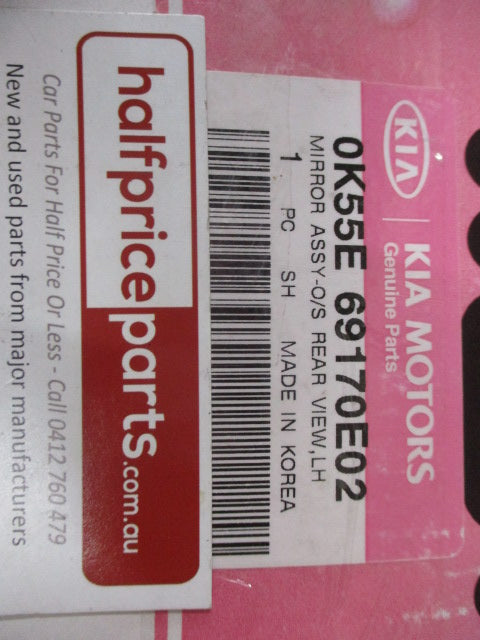 KIA
KIA MOTORS
Genuine Parts
0K55E 69170E02
MIRROR ASSY-O/S REAR VIEW,LH
1 PC SH MADE IN KOREA
halfpriceparts.com.au
Car Parts For Half Price Or Less - Call 0412 760 479
New and used parts from major manufacturers